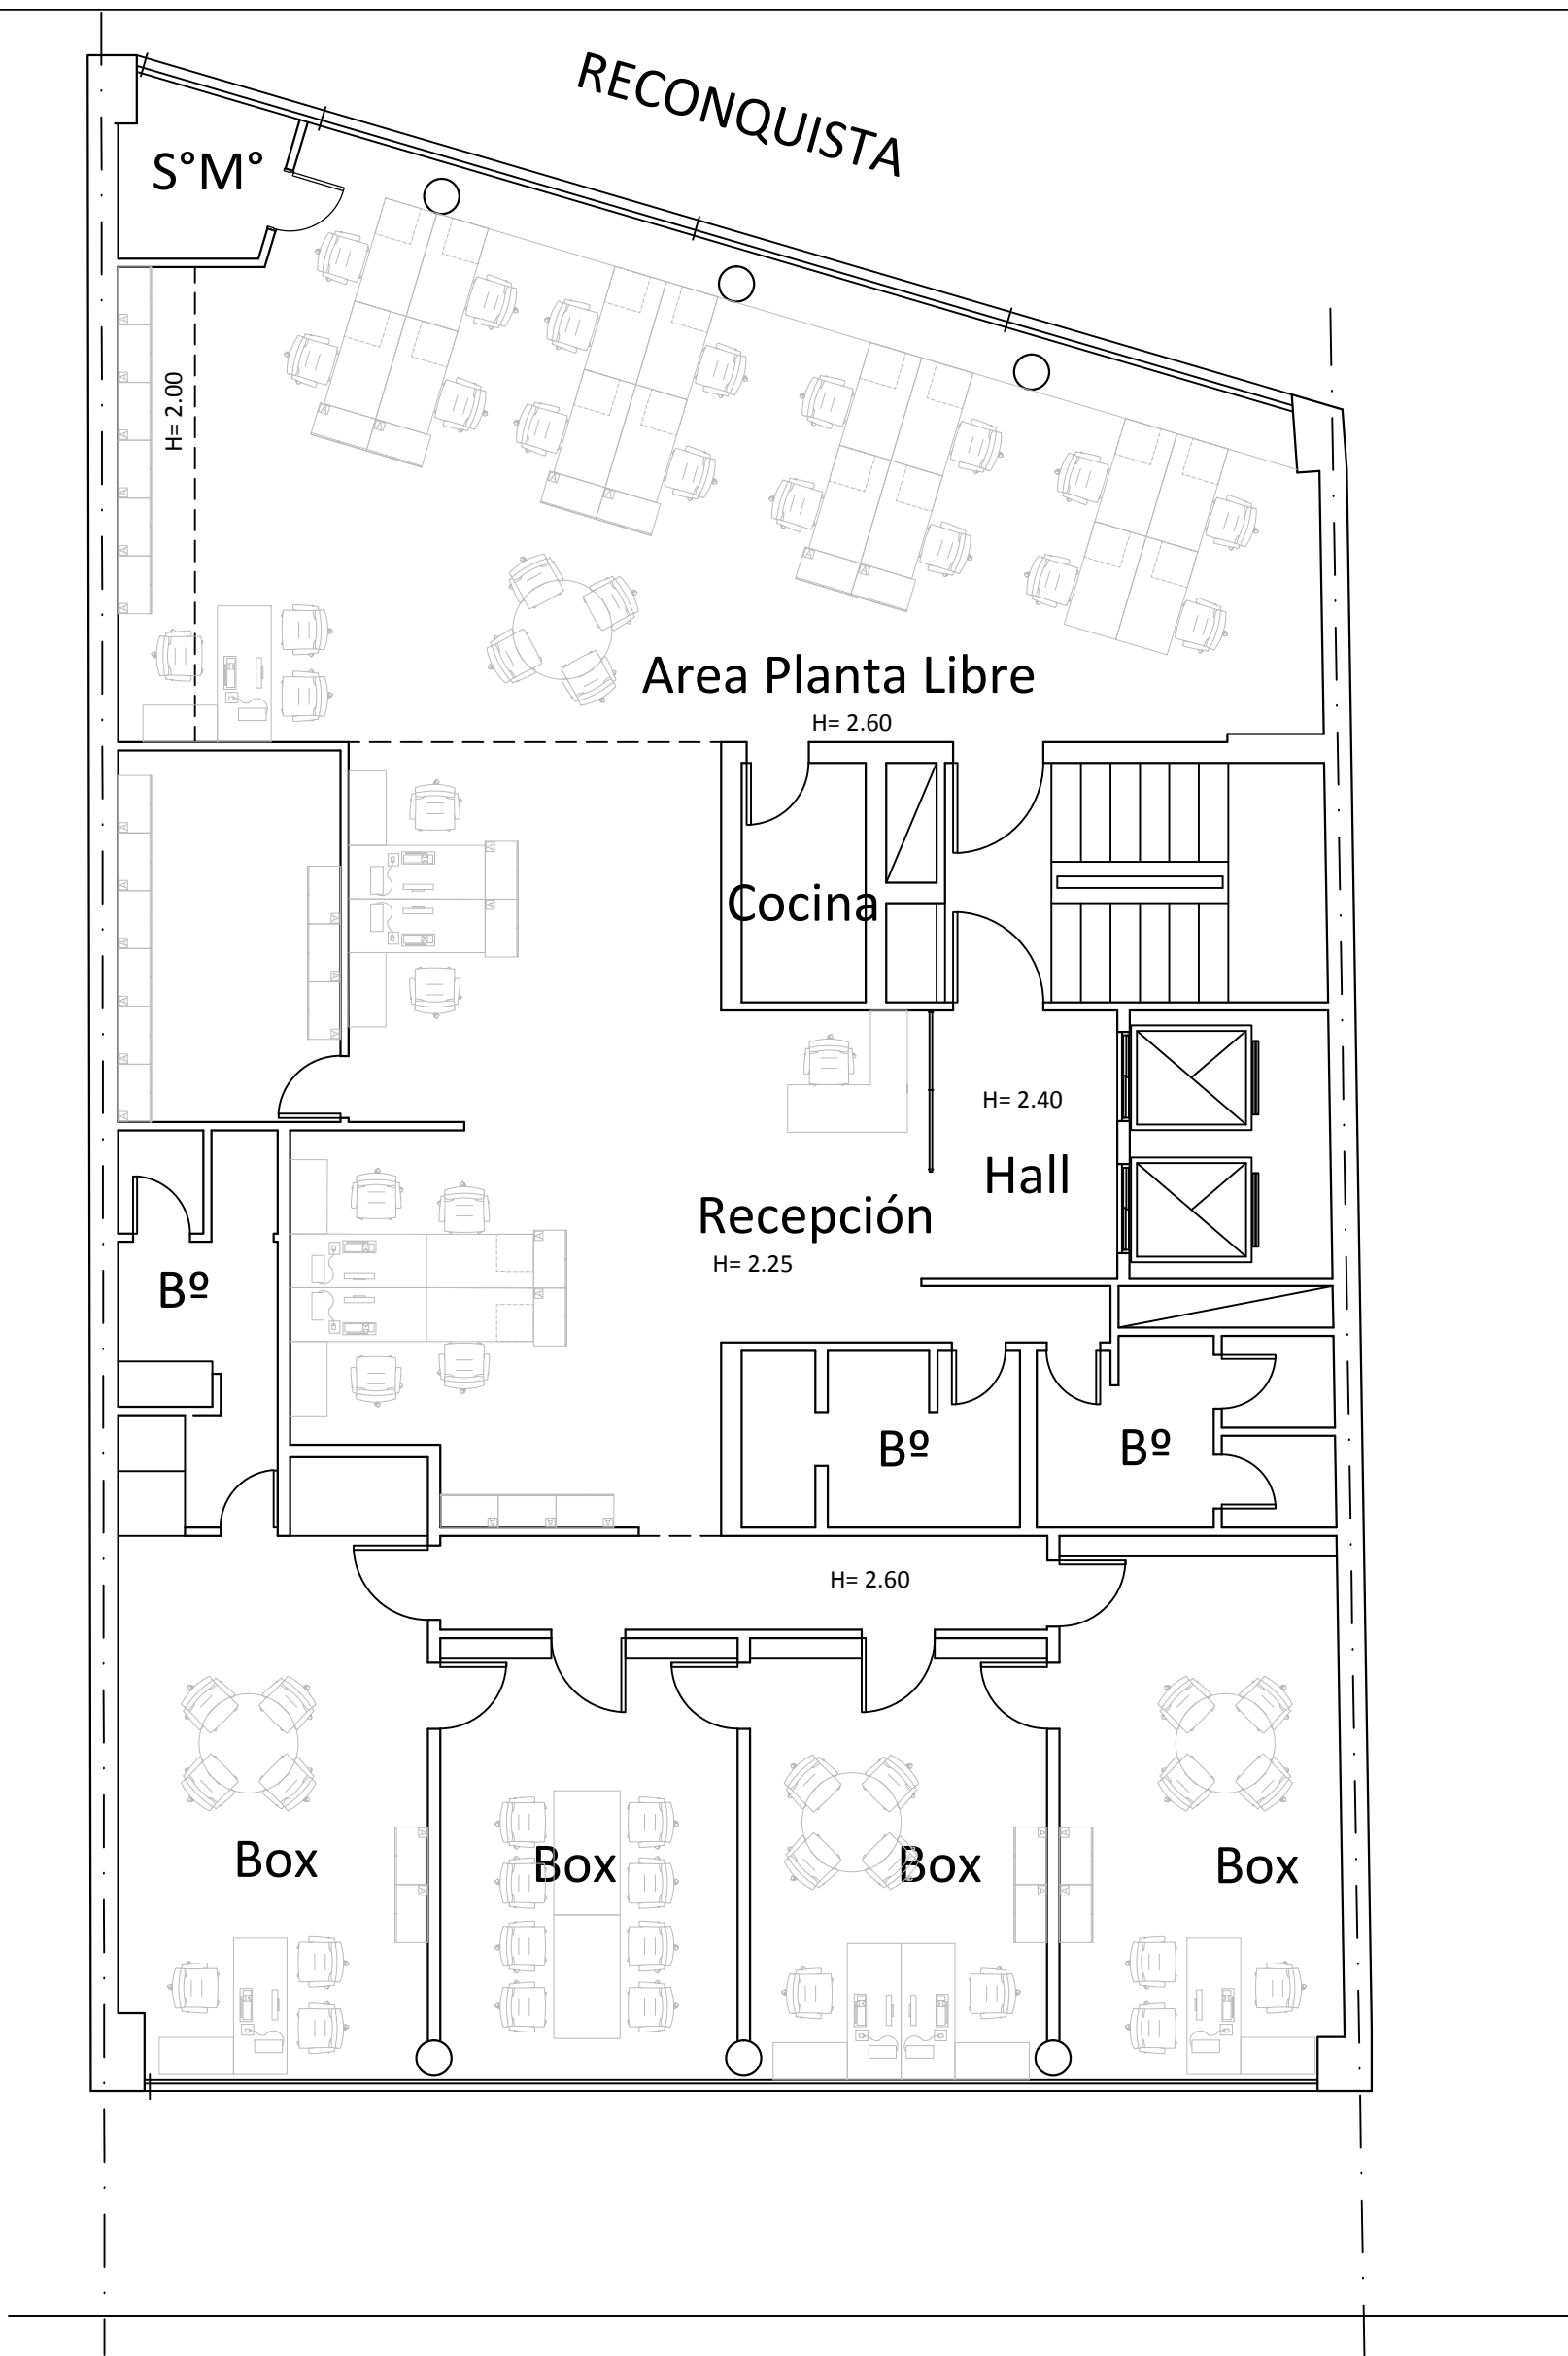 RECONQUISTA
S°M°
H= 2.00
Area Planta Libre
H= 2.60
Cocina
H= 2.40
Hall
Recepción
H= 2.25
Bº
Bº
Bº
H= 2.60
Box
Box
Box
Box